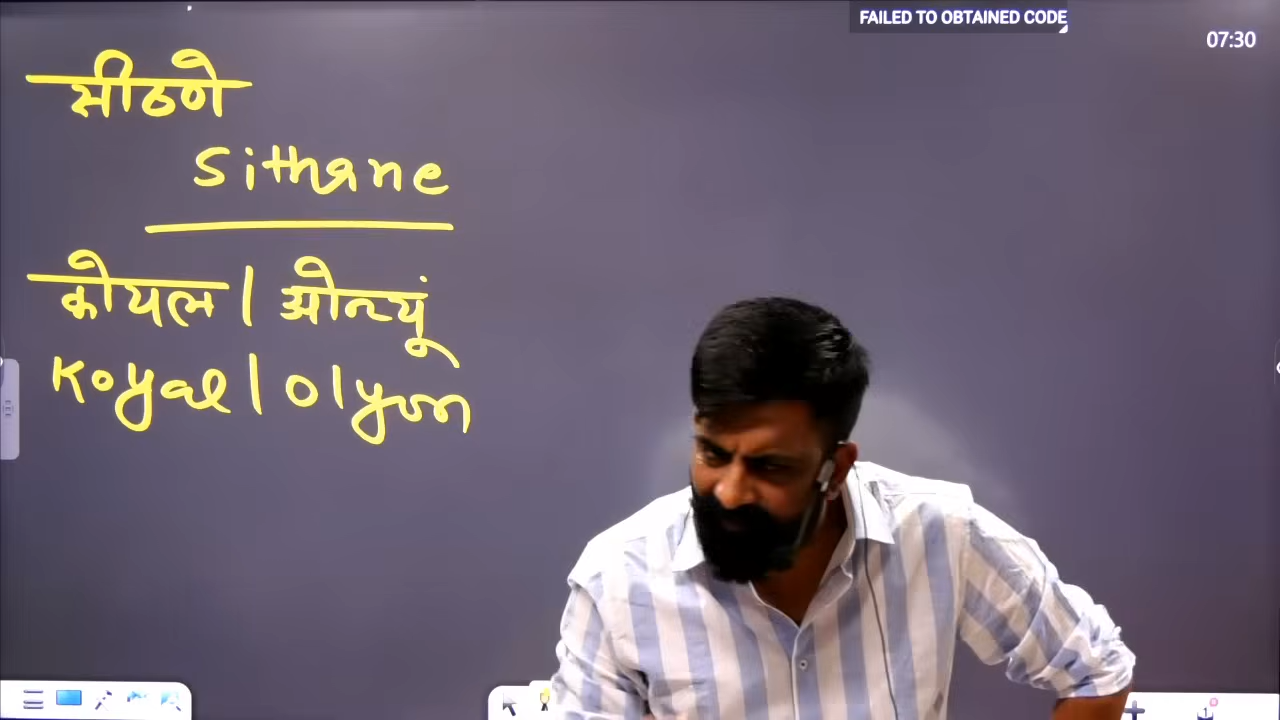 FAILED TO OBTAINED CODE
07:30
सीठणे
Sithane
कोयल | ओल्यूं
Koyal | Olyun